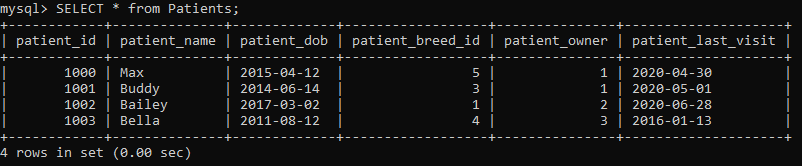 mysql> SELECT * from Patients;
+------------+--------------+-------------+------------------+---------------+--------------------+
| patient_id | patient_name | patient_dob | patient_breed_id | patient_owner | patient_last_visit |
+------------+--------------+-------------+------------------+---------------+--------------------+
|       1000 | Max          | 2015-04-12  |                5 |             1 | 2020-04-30         |
|       1001 | Buddy        | 2014-06-14  |                3 |             1 | 2020-05-01         |
|       1002 | Bailey       | 2017-03-02  |                1 |             2 | 2020-06-28         |
|       1003 | Bella        | 2011-08-12  |                4 |             3 | 2016-01-13         |
+------------+--------------+-------------+------------------+---------------+--------------------+
4 rows in set (0.00 sec)